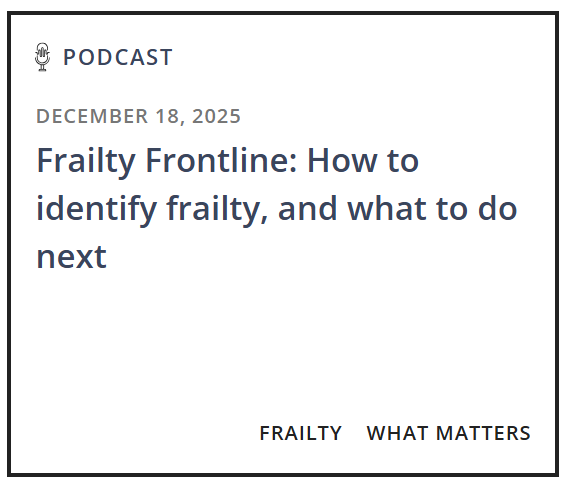 PODCAST
DECEMBER 18, 2025
Frailty Frontline: How to
identify frailty, and what to do
next
FRAILTY WHAT MATTERS